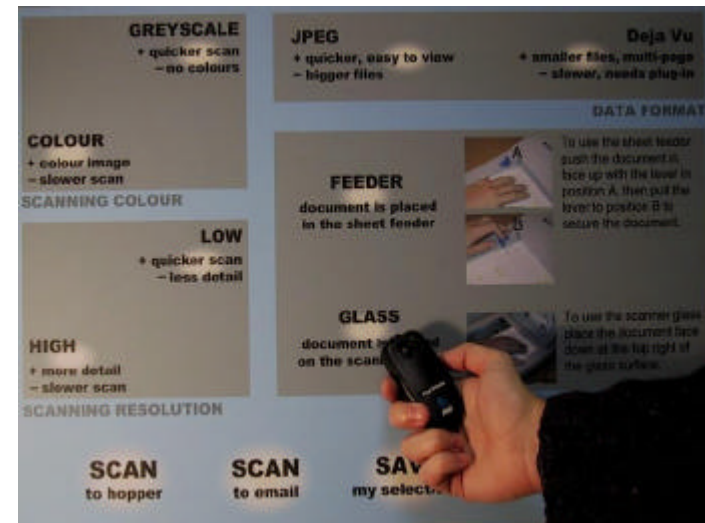 GREYSCALE
+ quicker scan
– no colours
COLOUR
+ colour image
– slower scan
SCANNING COLOUR
JPEG
+ quicker, easy to view
– bigger files
Deja Vu
+ smaller files, multi-page
– slower, needs plug-in
DATA FORMAT
LOW
+ quicker scan
– less detail
HIGH
+ more detail
– slower scan
SCANNING RESOLUTION
FEEDER
document is placed
in the sheet feeder
A
B
To use the sheet feeder
push the document in
face up with the lever in
position A, then pull the
lever to position B to
secure the document.
GLASS
document
on the
To use the scanner glass
place the document face
down at the top right of
the glass surface.
SCAN
to hopper
SCAN
to email
my